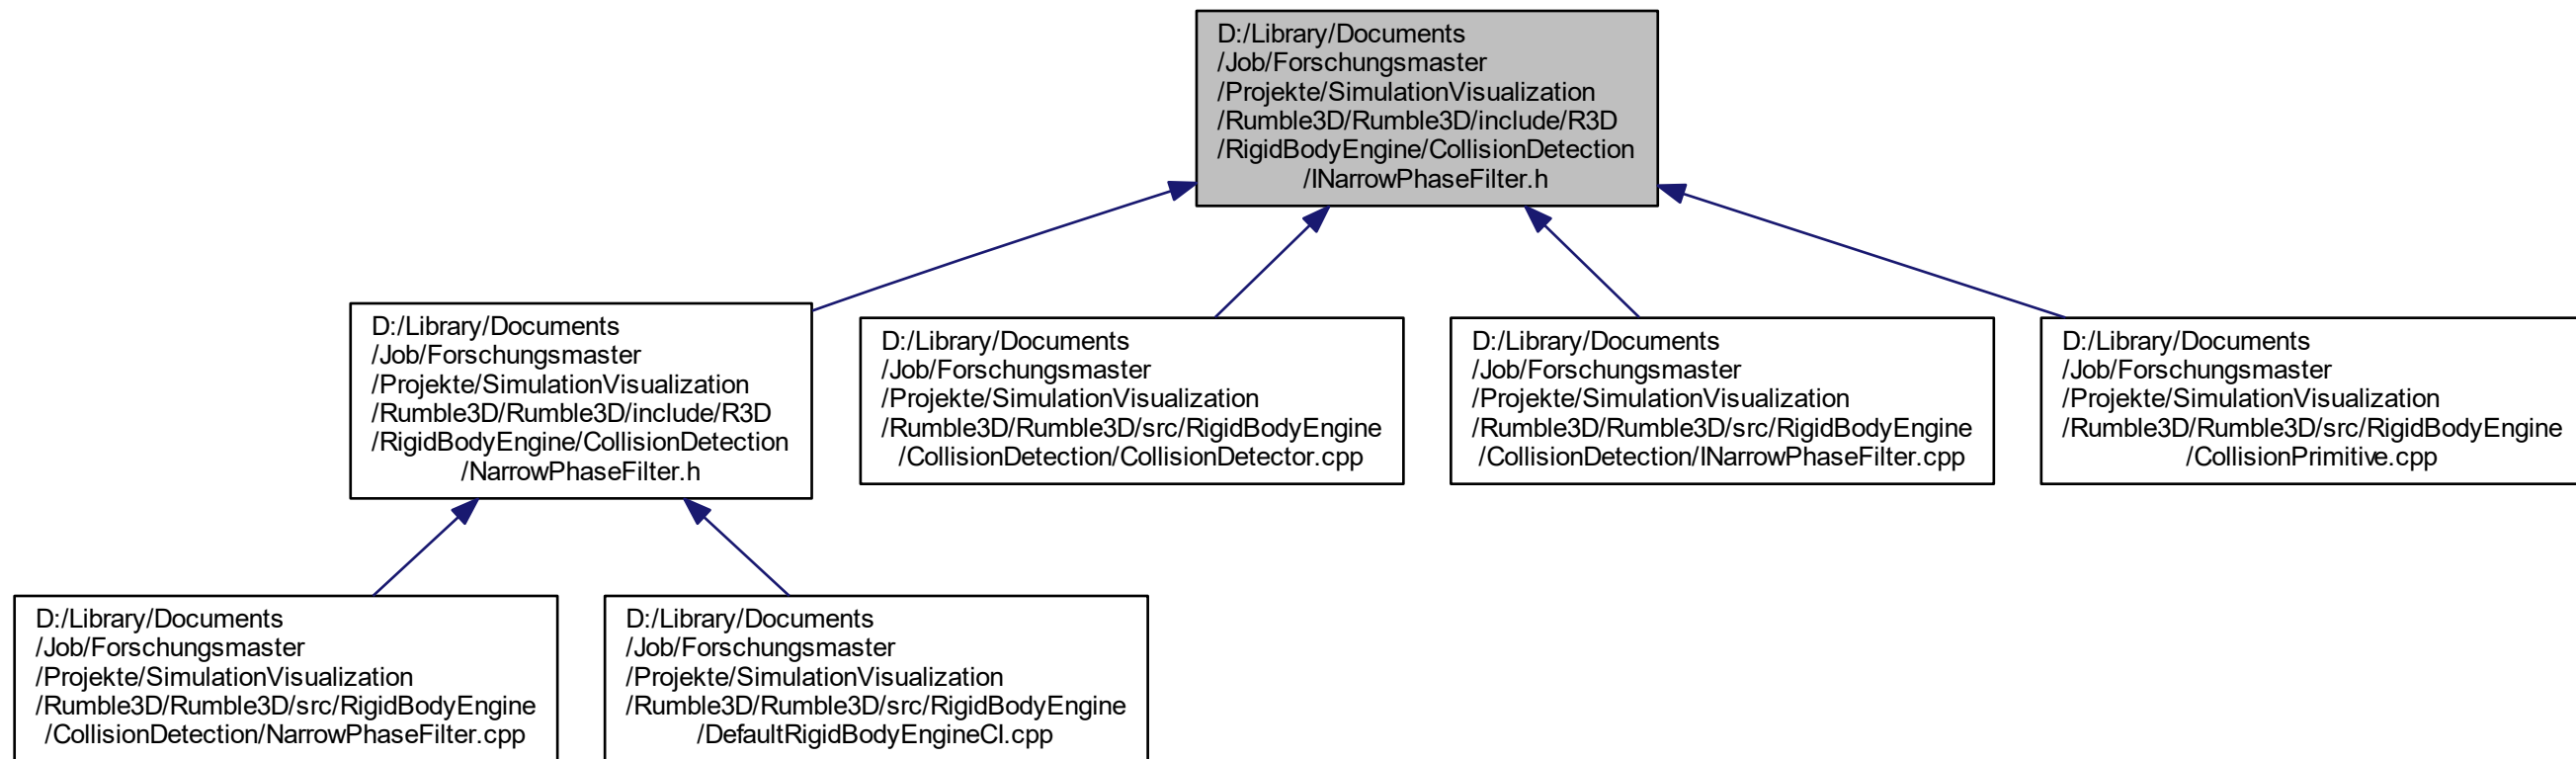 D:/Library/Documents
/Job/Forschungsmaster
/Projekte/SimulationVisualization
/Rumble3D/Rumble3D/include/R3D
/RigidBodyEngine/CollisionDetection
/INarrowPhaseFilter.h
D:/Library/Documents
/Job/Forschungsmaster
/Projekte/SimulationVisualization
/Rumble3D/Rumble3D/include/R3D
/RigidBodyEngine/CollisionDetection
/NarrowPhaseFilter.h
D:/Library/Documents
/Job/Forschungsmaster
/Projekte/SimulationVisualization
/Rumble3D/Rumble3D/src/RigidBodyEngine
/CollisionDetection/CollisionDetector.cpp
D:/Library/Documents
/Job/Forschungsmaster
/Projekte/SimulationVisualization
/Rumble3D/Rumble3D/src/RigidBodyEngine
/CollisionDetection/INarrowPhaseFilter.cpp
D:/Library/Documents
/Job/Forschungsmaster
/Projekte/SimulationVisualization
/Rumble3D/Rumble3D/src/RigidBodyEngine
/CollisionPrimitive.cpp
D:/Library/Documents
/Job/Forschungsmaster
/Projekte/SimulationVisualization
/Rumble3D/Rumble3D/src/RigidBodyEngine
/CollisionDetection/NarrowPhaseFilter.cpp
D:/Library/Documents
/Job/Forschungsmaster
/Projekte/SimulationVisualization
/Rumble3D/Rumble3D/src/RigidBodyEngine
/DefaultRigidBodyEngineCI.cpp